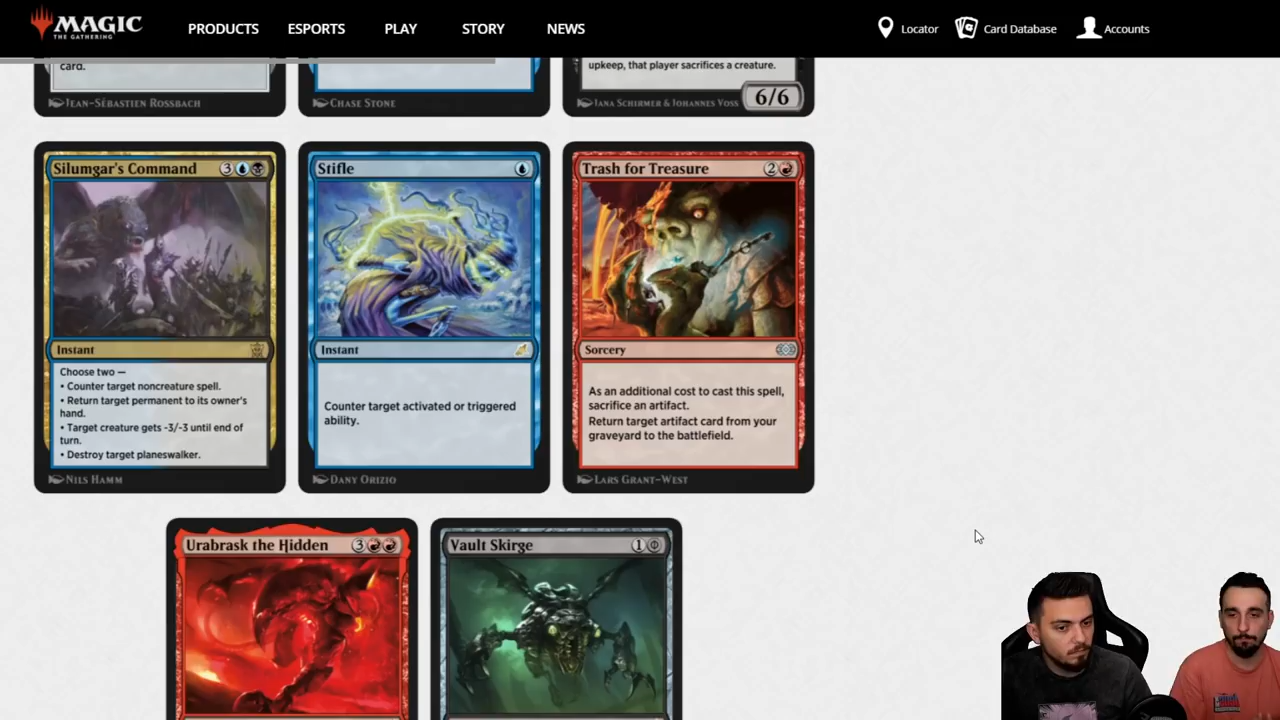 MAGIC
THE GATHERING
PRODUCTS ESPORTS PLAY STORY NEWS
Locator Card Database Accounts
card.
upkeep, that player sacrifices a creature.
JEAN-SÉBASTIEN ROSSBACH
CHASE STONE
JANA SCHIRMER & JOHANNES VOSS
6/6
Silumgar's Command 3
Instant
Choose two —
• Counter target noncreature spell.
• Return target permanent to its owner's
hand.
• Target creature gets -3/-3 until end of
turn.
• Destroy target planeswalker.
NILS HAMM
Stifle
Instant
Counter target activated or triggered
ability.
DANY ORIZIO
Trash for Treasure 2
Sorcery
As an additional cost to cast this spell,
sacrifice an artifact.
Return target artifact card from your
graveyard to the battlefield.
LARS GRANT-WEST
Urabrask the Hidden 3
Vault Skirge 1